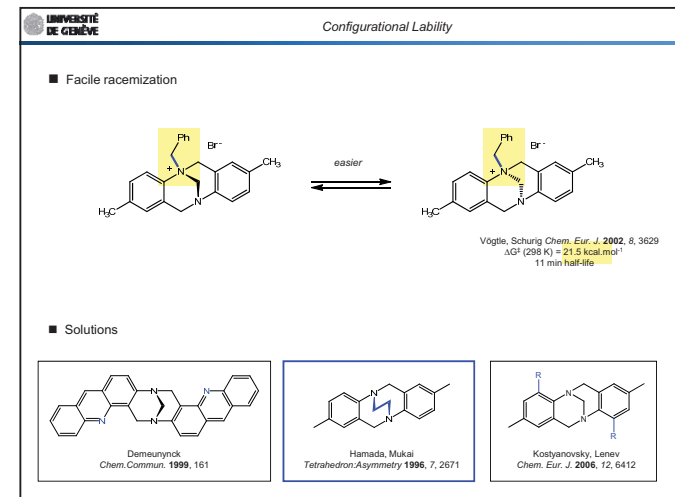 UNIVERSITÉ
DE GENÈVE
Configurational Lability
■ Facile racemization
Ph
Br-
N
+
CH3
N
H3C
easier
Ph
Br-
N
+
CH3
N
H3C
Vögtle, Schurig Chem. Eur. J. 2002, 8, 3629
ΔG‡ (298 K) = 21.5 kcal.mol-1
11 min half-life
■ Solutions
N
N
N
N
Demeunynck
Chem.Commun. 1999, 161
N
N
Hamada, Mukai
Tetrahedron:Asymmetry 1996, 7, 2671
R
N
N
R
Kostyanovsky, Lenev
Chem. Eur. J. 2006, 12, 6412